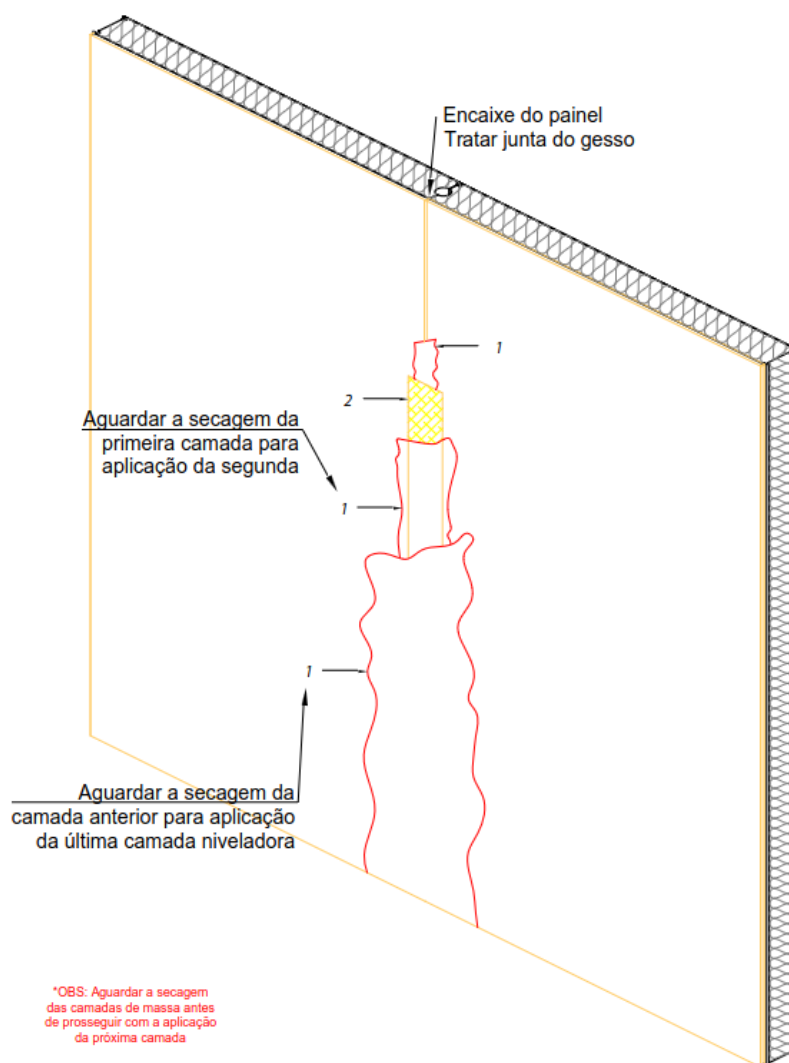 Encaixe do painel
Tratar junta do gesso
1
2
Aguardar a secagem da
primeira camada para
aplicação da segunda
1
1
Aguardar a secagem da
camada anterior para aplicação
da última camada niveladora
*OBS: Aguardar a secagem
das camadas de massa antes
de prosseguir com a aplicação
da próxima camada